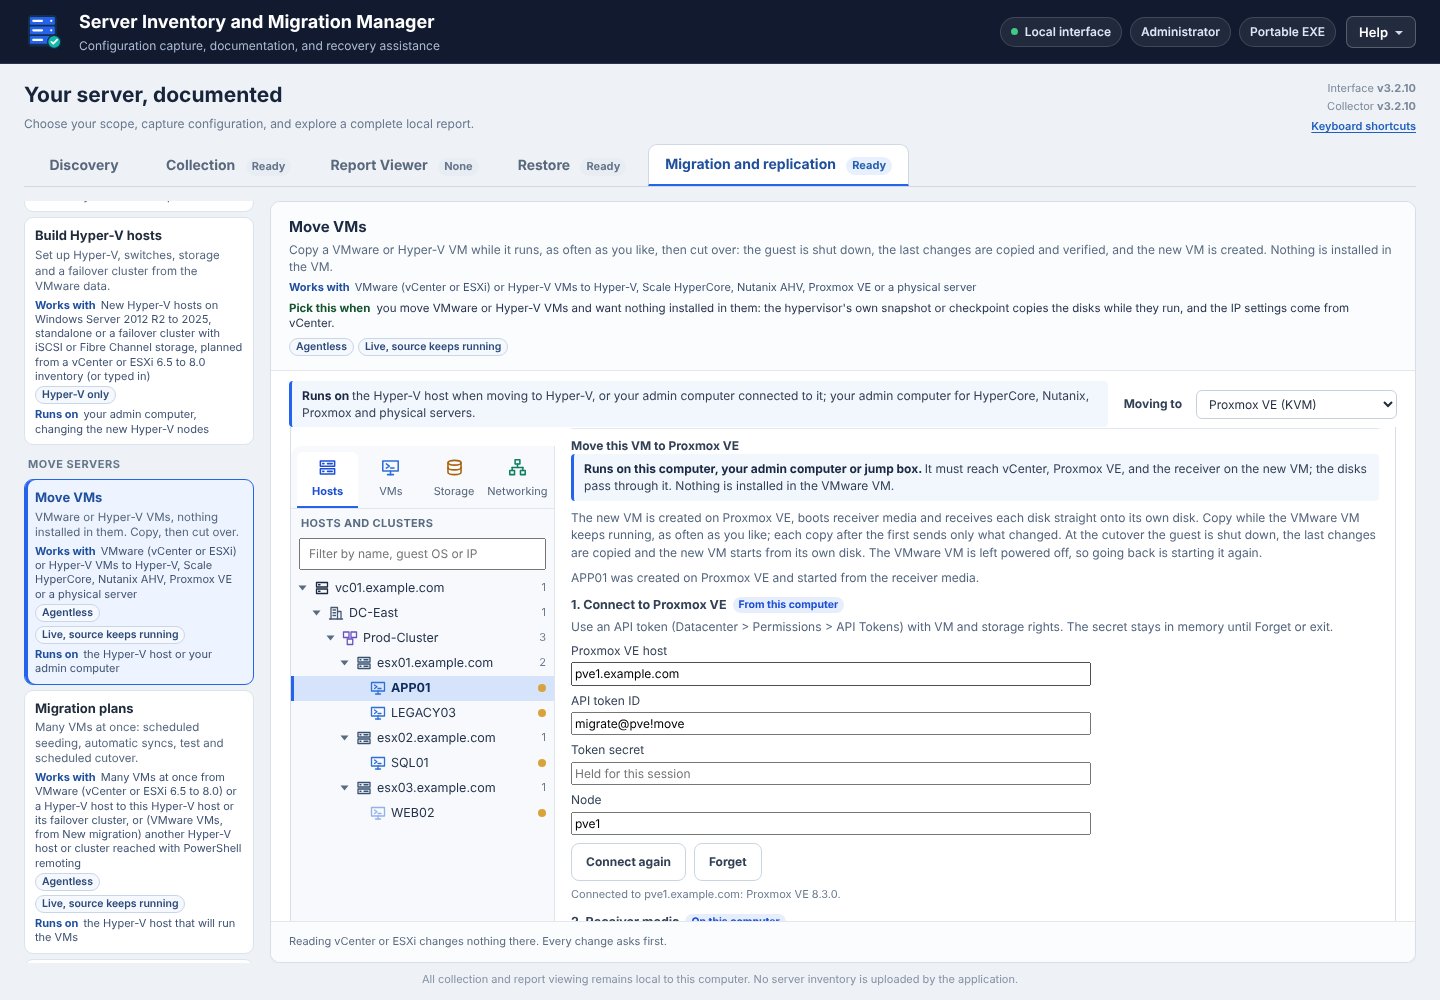 Server Inventory and Migration Manager
Configuration capture, documentation, and recovery assistance
Local interface
Administrator
Portable EXE
Help
Your server, documented
Choose your scope, capture configuration, and explore a complete local report.
Interface v3.2.10
Collector v3.2.10
Keyboard shortcuts
Discovery
Collection Ready
Report Viewer None
Restore Ready
Migration and replication Ready
Build Hyper-V hosts
Set up Hyper-V, switches, storage
and a failover cluster from the
VMware data.
Works with New Hyper-V hosts on
Windows Server 2012 R2 to 2025,
standalone or a failover cluster with
iSCSI or Fibre Channel storage, planned
from a vCenter or ESXi 6.5 to 8.0
inventory (or typed in)
Hyper-V only
Runs on your admin computer,
changing the new Hyper-V nodes
MOVE SERVERS
Move VMs
VMware or Hyper-V VMs, nothing
installed in them. Copy, then cut over.
Works with VMware (vCenter or ESXi)
or Hyper-V VMs to Hyper-V, Scale
HyperCore, Nutanix AHV, Proxmox VE
or a physical server
Agentless
Live, source keeps running
Runs on the Hyper-V host or your
admin computer
Migration plans
Many VMs at once: scheduled
seeding, automatic syncs, test and
scheduled cutover.
Works with Many VMs at once from
VMware (vCenter or ESXi 6.5 to 8.0) or
a Hyper-V host to this Hyper-V host or
its failover cluster, or (VMware VMs,
from New migration) another Hyper-V
host or cluster reached with PowerShell
remoting
Agentless
Live, source keeps running
Runs on the Hyper-V host that will run
the VMs
Move VMs
Copy a VMware or Hyper-V VM while it runs, as often as you like, then cut over: the guest is shut down, the last changes are copied and verified, and the new VM is created. Nothing is installed in
the VM.
Works with VMware (vCenter or ESXi) or Hyper-V VMs to Hyper-V, Scale HyperCore, Nutanix AHV, Proxmox VE or a physical server
Pick this when you move VMware or Hyper-V VMs and want nothing installed in them: the hypervisor's own snapshot or checkpoint copies the disks while they run, and the IP settings come from
vCenter.
Agentless
Live, source keeps running
Runs on the Hyper-V host when moving to Hyper-V, or your admin computer connected to it; your admin computer for HyperCore, Nutanix,
Proxmox and physical servers.
Moving to
Proxmox VE (KVM)
Hosts
VMs
Storage
Networking
HOSTS AND CLUSTERS
Filter by name, guest OS or IP
vc01.example.com 1
DC-East 1
Prod-Cluster 3
esx01.example.com 2
APP01
LEGACY03
esx02.example.com 1
SQL01
esx03.example.com 1
WEB02
Move this VM to Proxmox VE
Runs on this computer, your admin computer or jump box. It must reach vCenter, Proxmox VE, and the receiver on the new VM; the disks
pass through it. Nothing is installed in the VMware VM.
The new VM is created on Proxmox VE, boots receiver media and receives each disk straight onto its own disk. Copy while the VMware VM
keeps running, as often as you like; each copy after the first sends only what changed. At the cutover the guest is shut down, the last changes
are copied and the new VM starts from its own disk. The VMware VM is left powered off, so going back is starting it again.
APP01 was created on Proxmox VE and started from the receiver media.
1. Connect to Proxmox VE From this computer
Use an API token (Datacenter > Permissions > API Tokens) with VM and storage rights. The secret stays in memory until Forget or exit.
Proxmox VE host
pve1.example.com
API token ID
migrate@pve!move
Token secret
Held for this session
Node
pve1
Connect again
Forget
Connected to pve1.example.com: Proxmox VE 8.3.0.
2. Receiver media On this computer
Reading vCenter or ESXi changes nothing there. Every change asks first.
All collection and report viewing remains local to this computer. No server inventory is uploaded by the application.